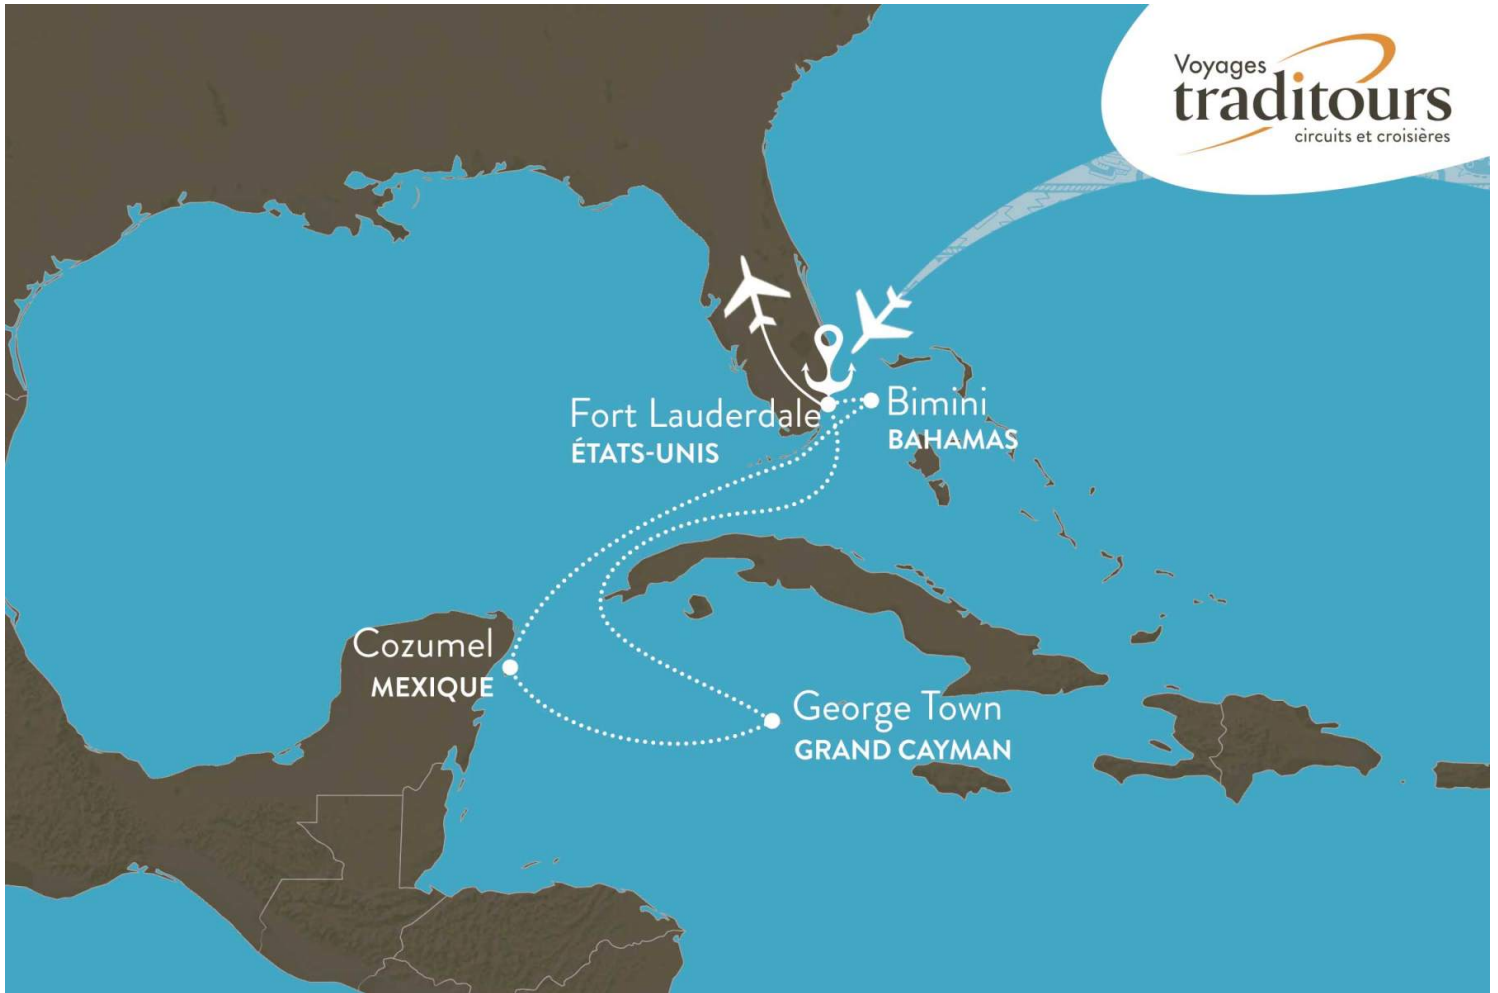 Voyages
traditours
circuits et croisières
Fort Lauderdale
ÉTATS-UNIS
Bimini
BAHAMAS
Cozumel
MEXIQUE
George Town
GRAND CAYMAN